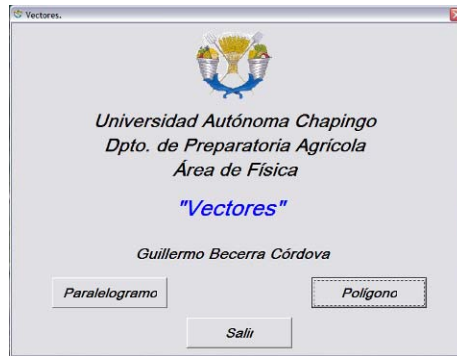 Vectores.
Universidad Autónoma Chapingo
Dpto. de Preparatoria Agrícola
Área de Física
"Vectores"
Guillermo Becerra Córdova
Paralelogramo
Polígono
Salir